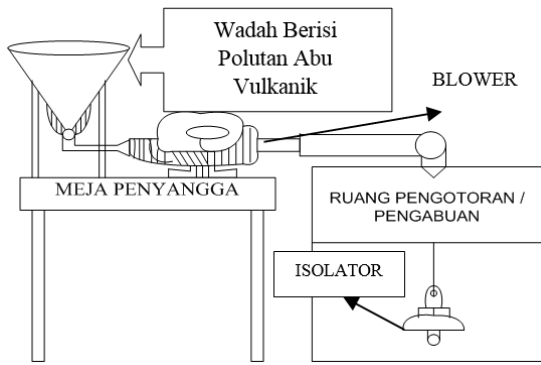 Wadah Berisi
Polutan Abu
Vulkanik
BLOWER
MEJA PENYANGGA
RUANG PENGOTORAN /
PENGABUAN
ISOLATOR